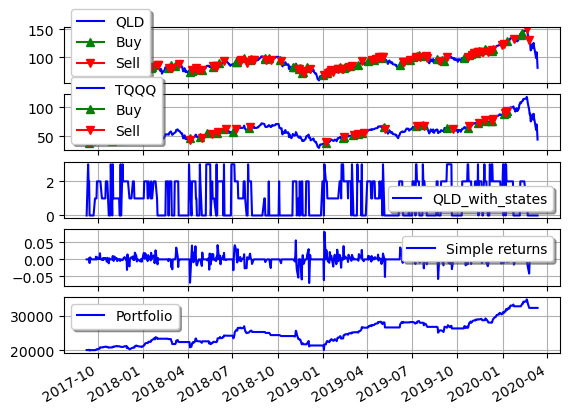 QLD
Buy
Sell
150
100
TQQQ
Buy
Sell
100
50
QLD_with_states
2
0
Simple returns
0.05
0.00
−0.05
Portfolio
30000
20000
2017-10 2018-01 2018-04 2018-07 2018-10 2019-01 2019-04 2019-07 2019-10 2020-01 2020-04